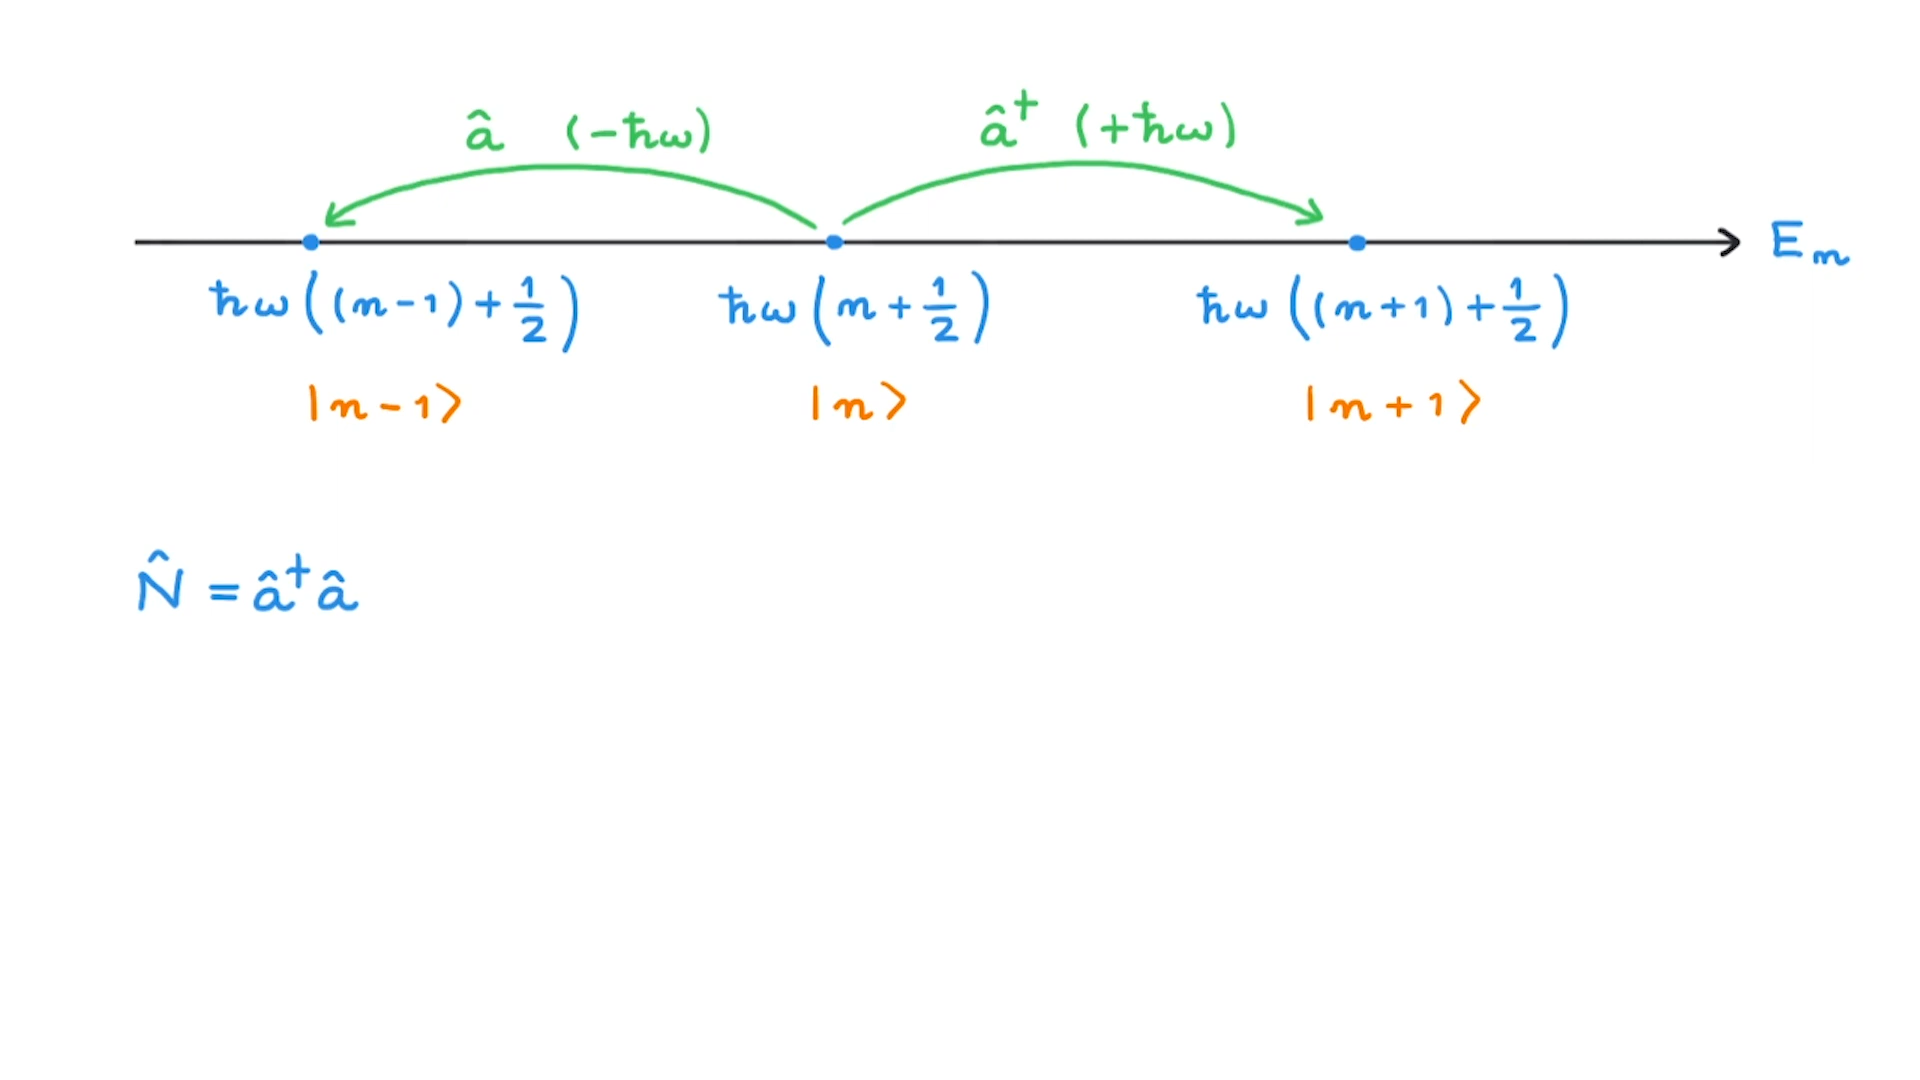 â (-ħω) â† (+ħω)
Eₙ
ħω((n-1)+1/2) ħω(n+1/2) ħω((n+1)+1/2)
|n-1⟩ |n⟩ |n+1⟩
N̂ = â†â